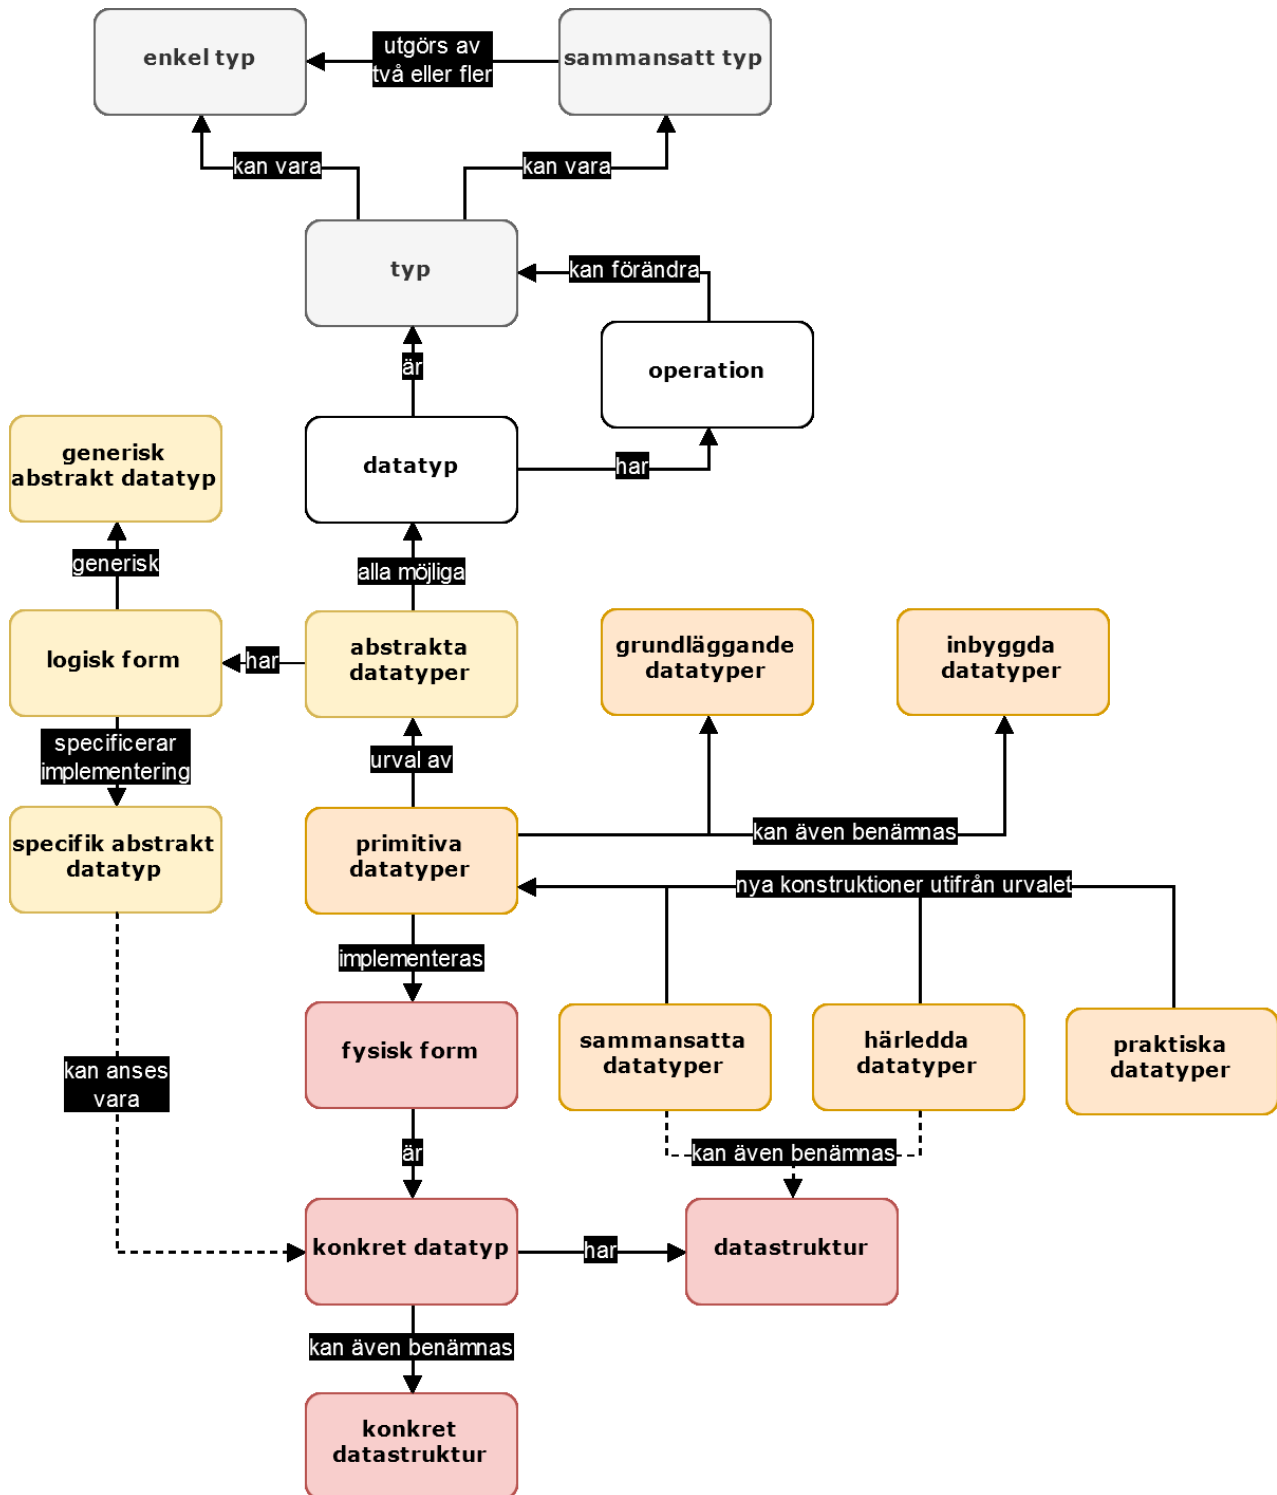 enkel typ
utgörs av
två eller fler
sammansatt typ
kan vara
kan vara
typ
kan förändra
operation
är
generisk
abstrakt datatyp
datatyp
har
generisk
alla möjliga
logisk form
har
abstrakta
datatyper
grundläggande
datatyper
inbyggda
datatyper
specificerar
implementering
urval av
specifik abstrakt
datatyp
primitiva
datatyper
kan även benämnas
nya konstruktioner utifrån urvalet
implementeras
fysisk form
sammansatta
datatyper
härledda
datatyper
praktiska
datatyper
kan anses
vara
är
kan även benämnas
konkret datatyp
har
datastruktur
kan även benämnas
konkret
datastruktur